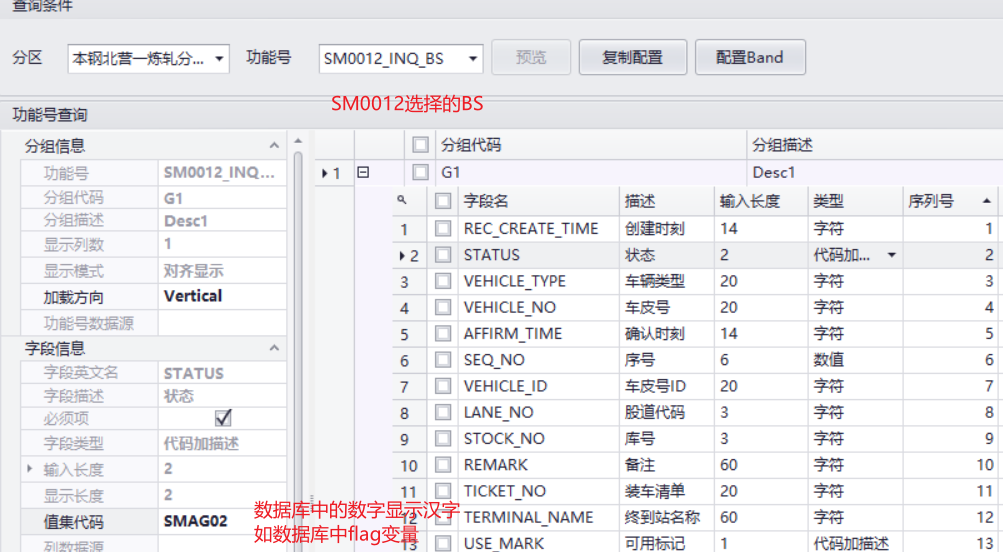 查询条件
分区 本钢北营一炼轧分... 功能号 SM0012_INQ_BS 预览 复制配置 配置Band
SM0012选择的BS
功能号查询
分组信息
功能号 SM0012_INQ...
分组代码 G1
分组描述 Desc1
显示列数 1
显示模式 对齐显示
加载方向 Vertical
功能号数据源
字段信息
字段英文名 STATUS
字段描述 状态
必须项
字段类型 代码加描述
输入长度 2
显示长度 2
值集代码 SMAG02
列数据源
分组代码 分组描述
1 G1 Desc1
字段名 描述 输入长度 类型 序列号
1 REC_CREATE_TIME 创建时刻 14 字符 1
2 STATUS 状态 2 代码加... 2
3 VEHICLE_TYPE 车辆类型 20 字符 3
4 VEHICLE_NO 车皮号 20 字符 4
5 AFFIRM_TIME 确认时刻 14 字符 5
6 SEQ_NO 序号 6 数值 6
7 VEHICLE_ID 车皮号ID 20 字符 7
8 LANE_NO 股道代码 3 字符 8
9 STOCK_NO 库号 3 字符 9
10 REMARK 备注 60 字符 10
11 TICKET_NO 装车清单 20 字符 11
12 TERMINAL_NAME 终到站名称 60 字符 12
13 USE_MARK 可用标记 1 代码加描述 13
数据库中的数字显示汉字
如数据库中flag变量